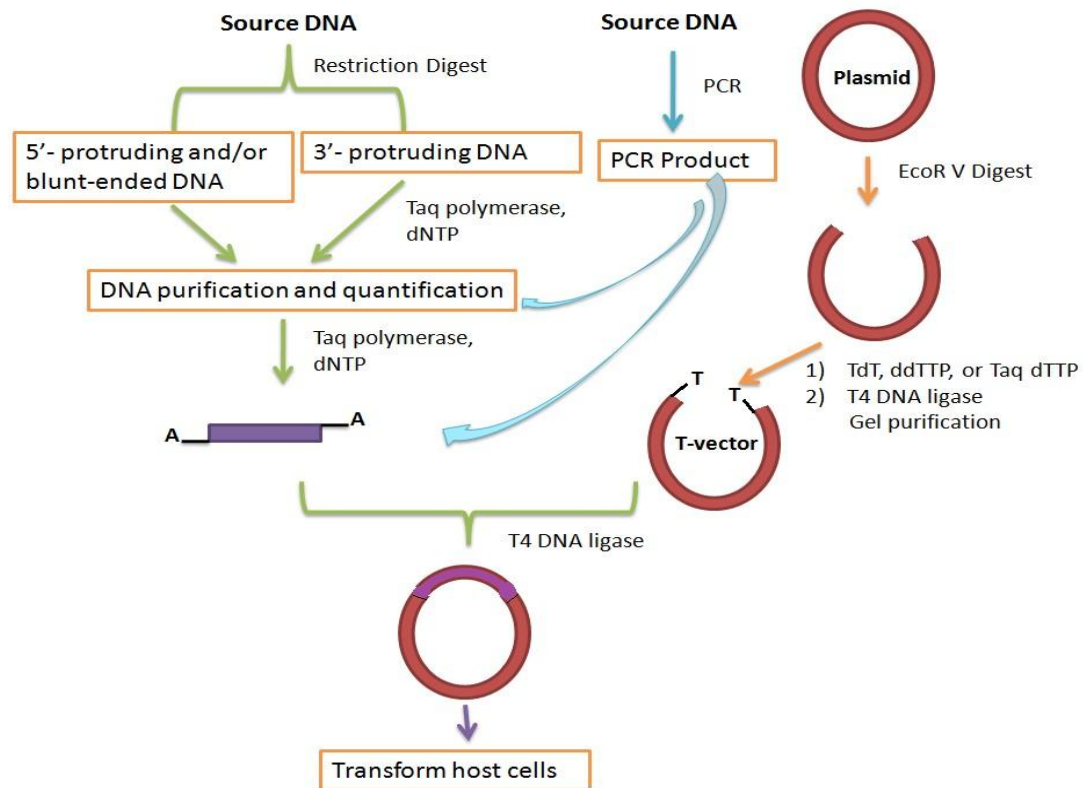 Source DNA
Restriction Digest
5’- protruding and/or
blunt-ended DNA
3’- protruding DNA
Taq polymerase,
dNTP
DNA purification and quantification
Taq polymerase,
dNTP
A
A
Source DNA
PCR
PCR Product
Plasmid
EcoR V Digest
1) TdT, ddTTP, or Taq dTTP
2) T4 DNA ligase
Gel purification
T
T
T-vector
T4 DNA ligase
Transform host cells